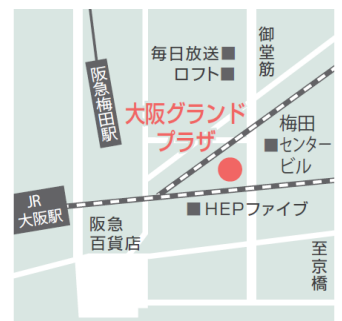 御堂筋
毎日放送■
ロフト■
阪急梅田駅
大阪グランド
プラザ
梅田
■センター
ビル
JR
大阪駅
■HEPファイブ
阪急
百貨店
至京橋